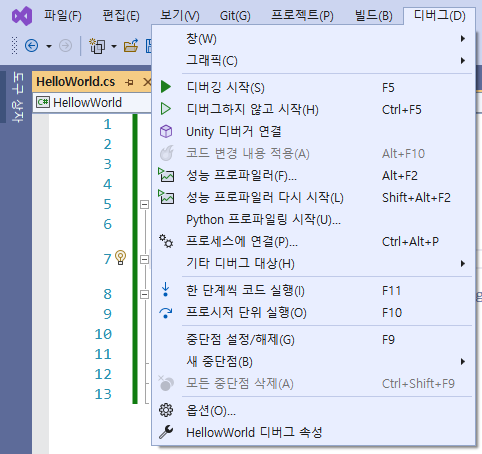 파일(F) 편집(E) 보기(V) Git(G) 프로젝트(P) 빌드(B) 디버그(D)
창(W)
그래픽(C)
디버깅 시작(S) F5
디버그하지 않고 시작(H) Ctrl+F5
Unity 디버거 연결
코드 변경 내용 적용(A) Alt+F10
성능 프로파일러(F)... Alt+F2
성능 프로파일러 다시 시작(L) Shift+Alt+F2
Python 프로파일링 시작(U)...
프로세스에 연결(P)... Ctrl+Alt+P
기타 디버그 대상(H)
한 단계씩 코드 실행(I) F11
프로시저 단위 실행(O) F10
중단점 설정/해제(G) F9
새 중단점(B)
모든 중단점 삭제(A) Ctrl+Shift+F9
옵션(O)...
HellowWorld 디버그 속성
도구 상자
HelloWorld.cs
C# HellowWorld
1
2
3
4
5
6
7
8
9
10
11
12
13